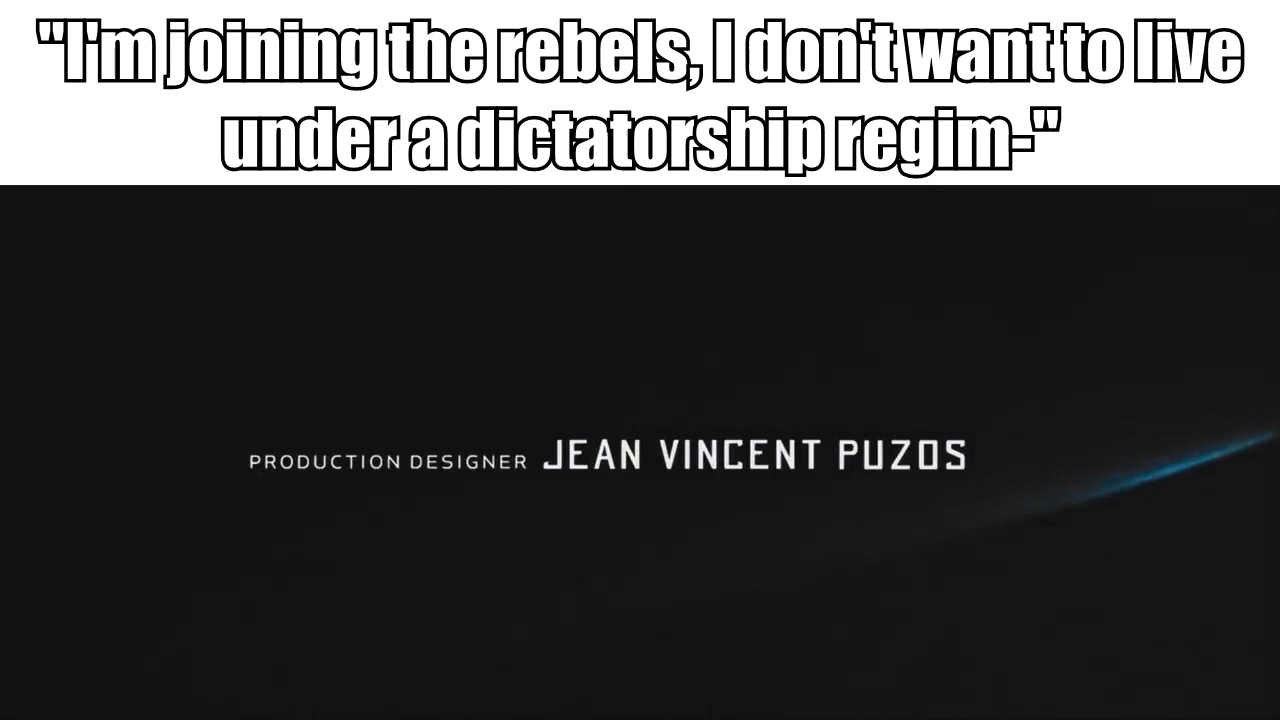 "I'm joining the rebels, I don't want to live
under a dictatorship regim-"
PRODUCTION DESIGNER JEAN VINCENT PUZOS